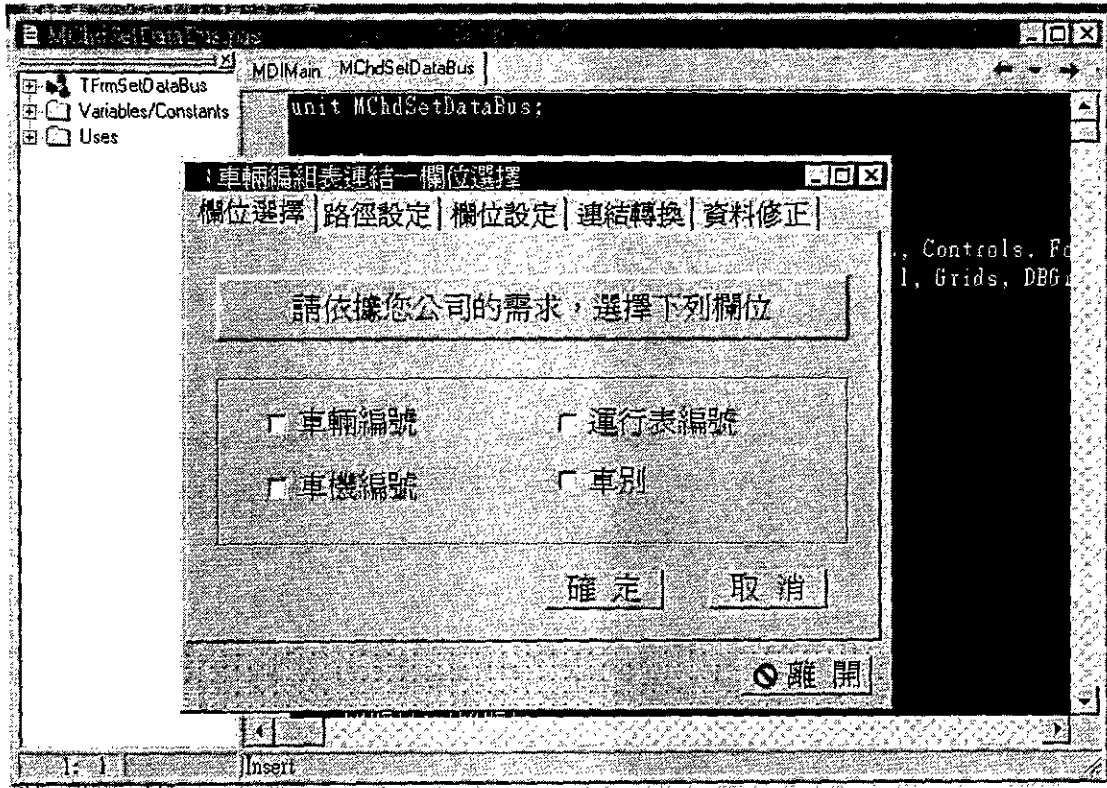 MChdSetDataBus.pas
MDIMain MChdSetDataBus
TFrmSetDataBus
Variables/Constants
Uses
unit MChdSetDataBus;
車輛編組表連結一欄位選擇
欄位選擇 路徑設定 欄位設定 連結轉換 資料修正
, Controls, Fo
l, Grids, DBGr
請依據您公司的需求，選擇下列欄位
車輛編號 運行表編號
車機編號 車別
確 定 取 消
離 開
1: 1 Insert